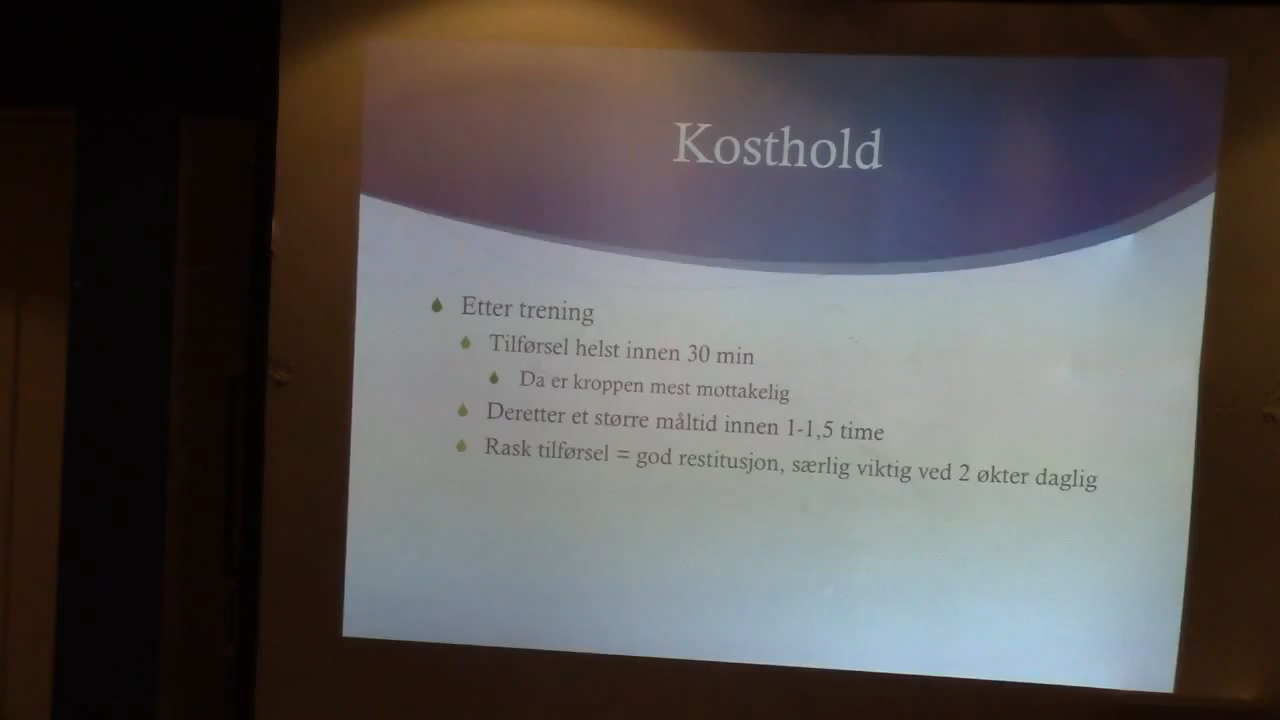 Kosthold
Etter trening
Tilførsel helst innen 30 min
Da er kroppen mest mottakelig
Deretter et større måltid innen 1-1,5 time
Rask tilførsel = god restitusjon, særlig viktig ved 2 økter daglig